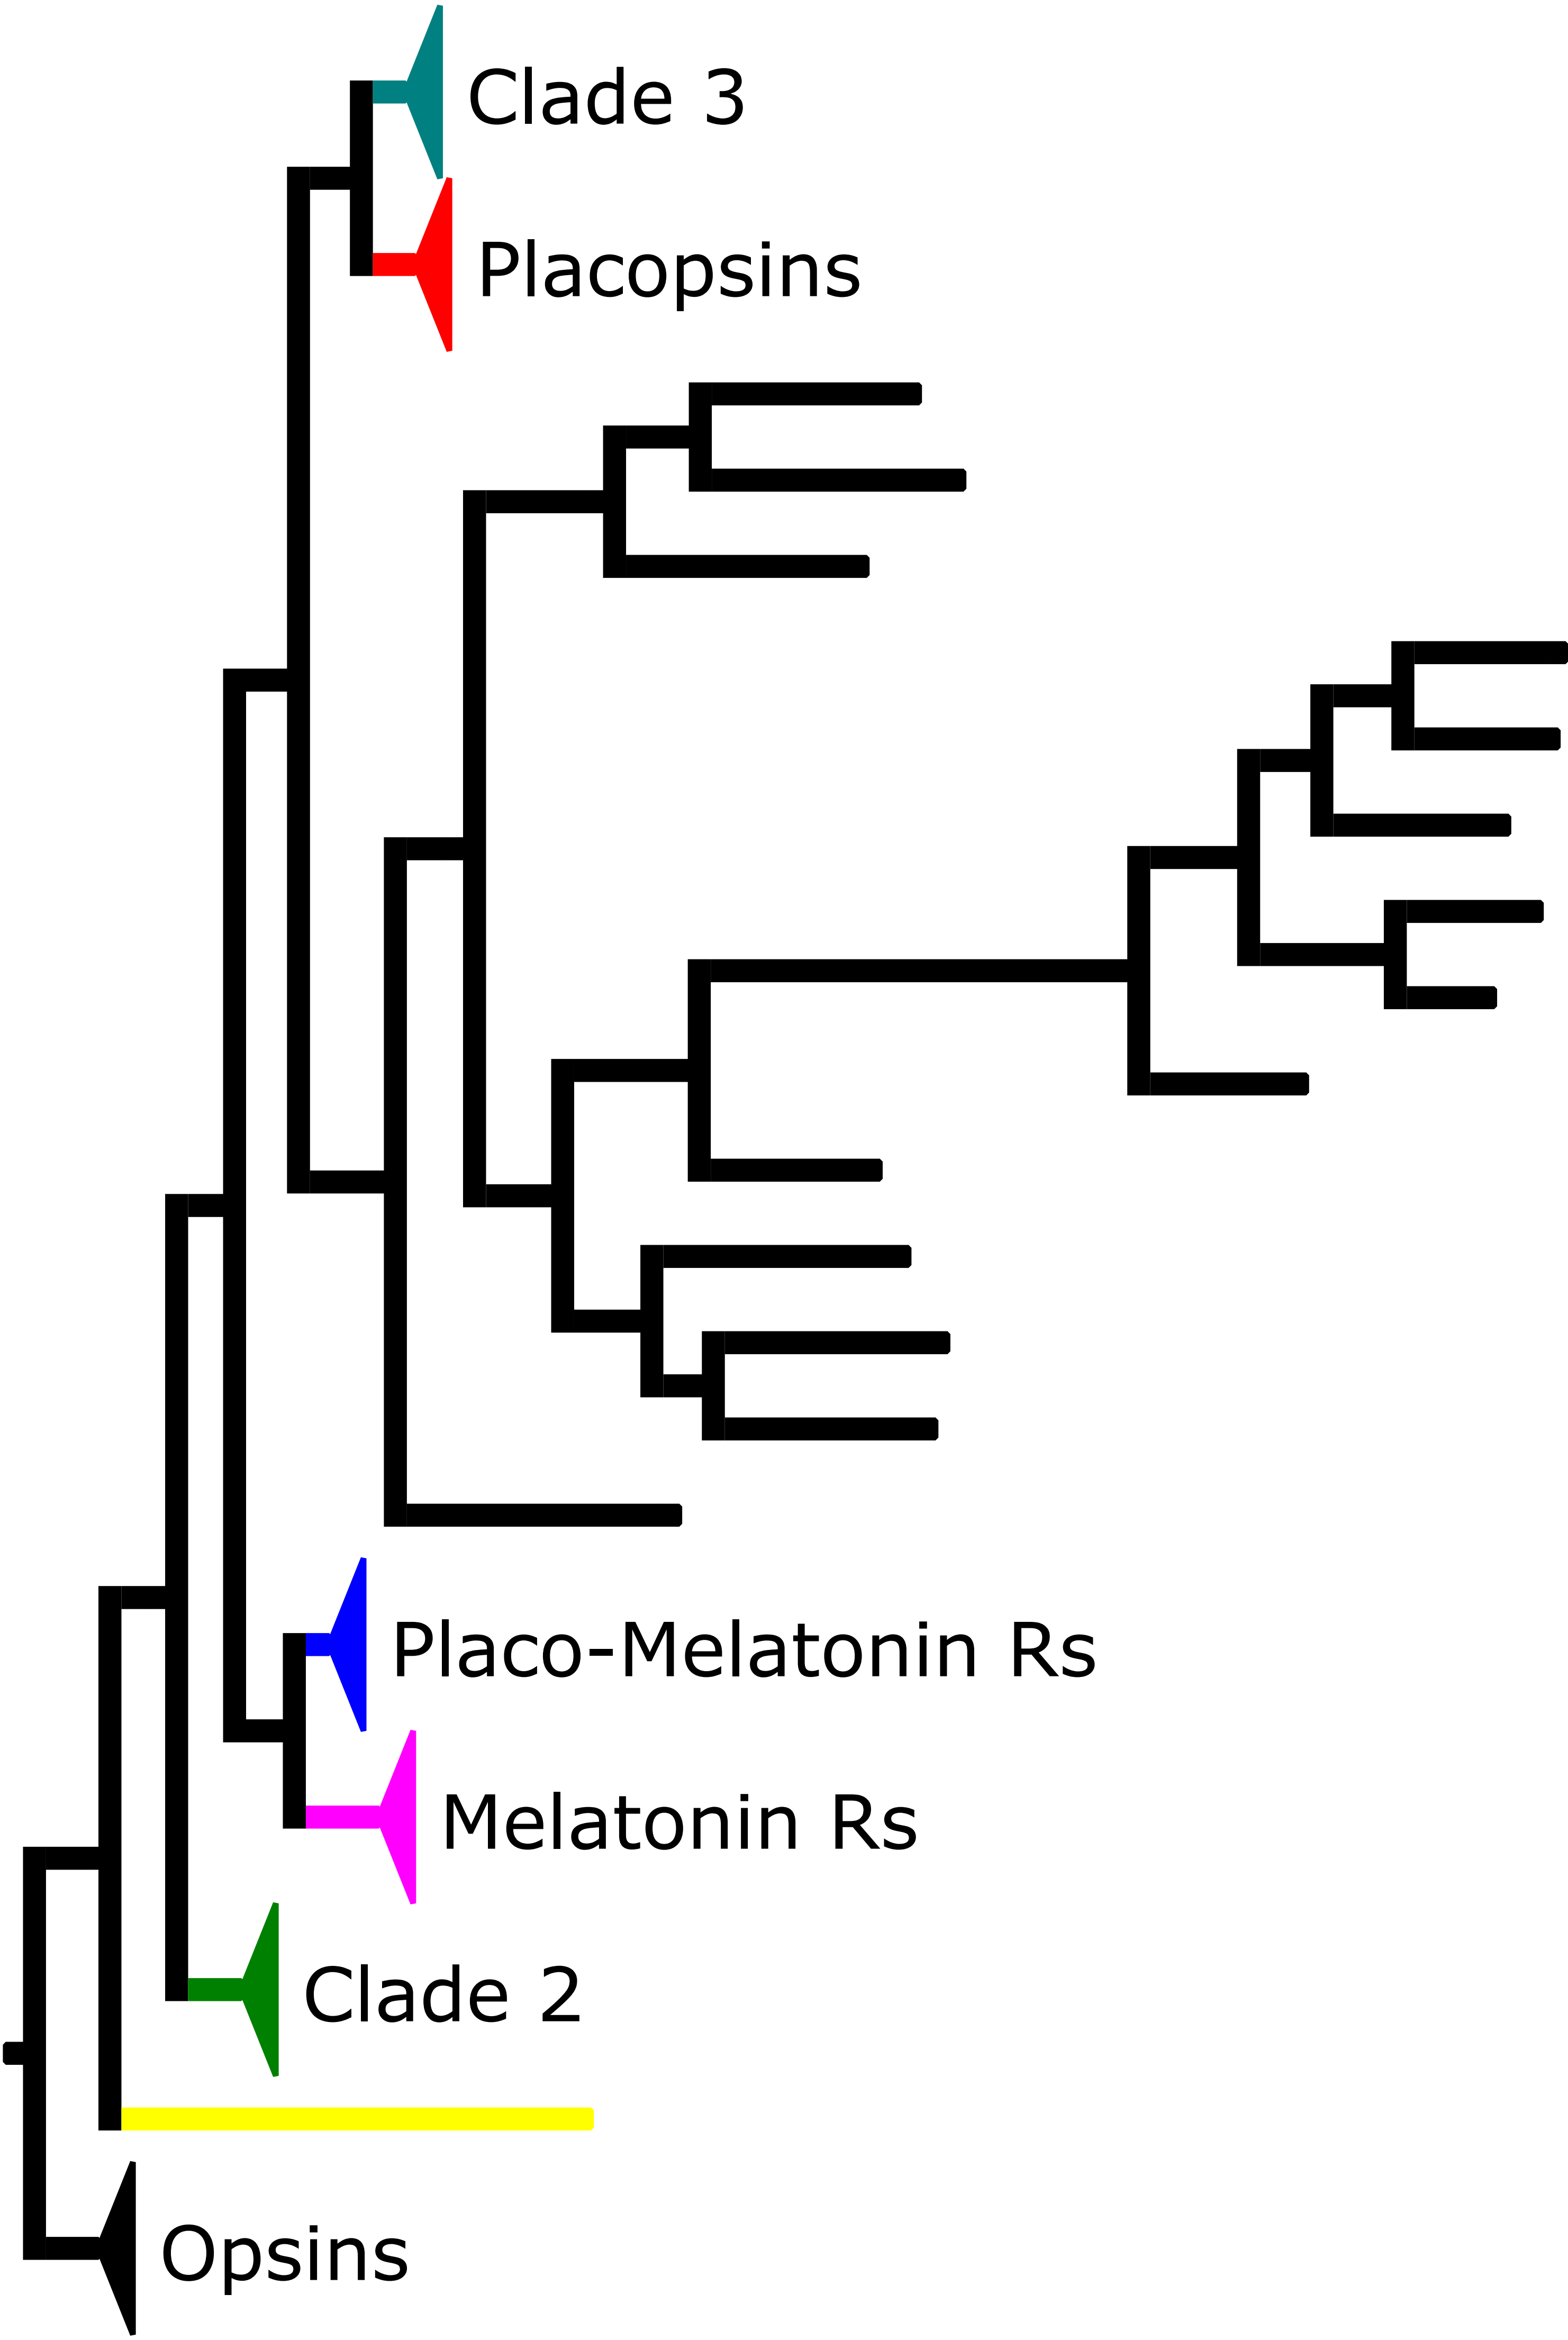 Clade 3
Placopsins
Placo-Melatonin Rs
Melatonin Rs
Clade 2
Opsins